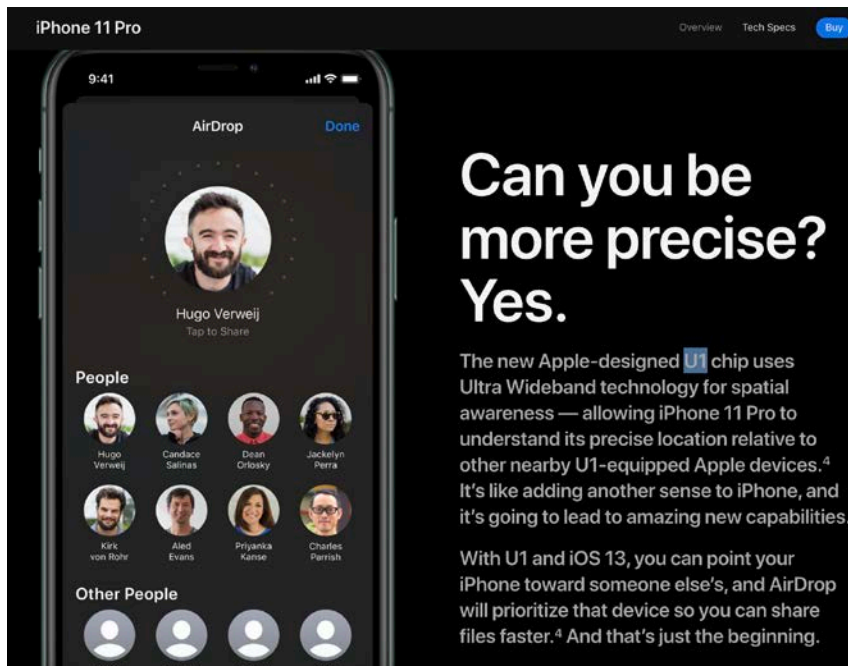 iPhone 11 Pro
Overview
Tech Specs
Buy
9:41
AirDrop
Done
Hugo Verweij
Tap to Share
People
Hugo
Verweij
Candace
Salinas
Dean
Orlosky
Jackelyn
Perra
Kirk
von Rohr
Aled
Evans
Priyanka
Kanse
Charles
Parrish
Other People
Can you be
more precise?
Yes.
The new Apple-designed U1 chip uses
Ultra Wideband technology for spatial
awareness — allowing iPhone 11 Pro to
understand its precise location relative to
other nearby U1-equipped Apple devices.⁴
It's like adding another sense to iPhone, and
it's going to lead to amazing new capabilities.
With U1 and iOS 13, you can point your
iPhone toward someone else's, and AirDrop
will prioritize that device so you can share
files faster.⁴ And that's just the beginning.